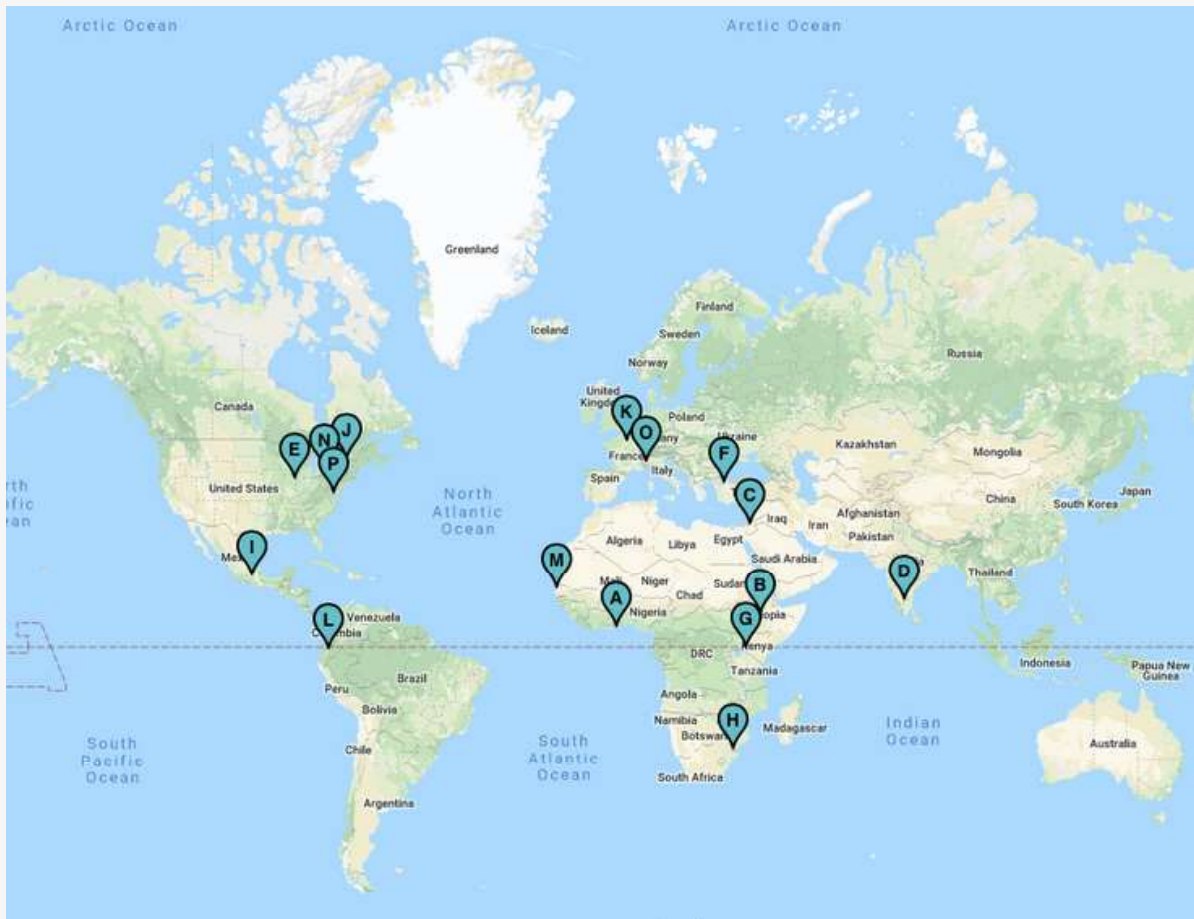 Arctic Ocean
Arctic Ocean
Greenland
Iceland
Finland
Sweden
Norway
Russia
United
Kingdom
Canada
K
J
N
E
O
P
F
Poland
Ukraine
France
Spain
Italy
Kazakhstan
Mongolia
United States
North
Atlantic
Ocean
C
Iraq
Iran
Afghanistan
Pakistan
China
South Korea
Japan
I
M
Algeria
Libya
Egypt
Saudi Arabia
Mali
Niger
Chad
Sudan
B
D
Thailand
A
Nigeria
G
L
Venezuela
Colombia
DRC
Kenya
Tanzania
Indonesia
Papua New
Guinea
Peru
Brazil
Bolivia
Angola
Namibia
Botswana
H
Madagascar
Indian
Ocean
South
Pacific
Ocean
Chile
South
Atlantic
Ocean
South Africa
Australia
Argentina